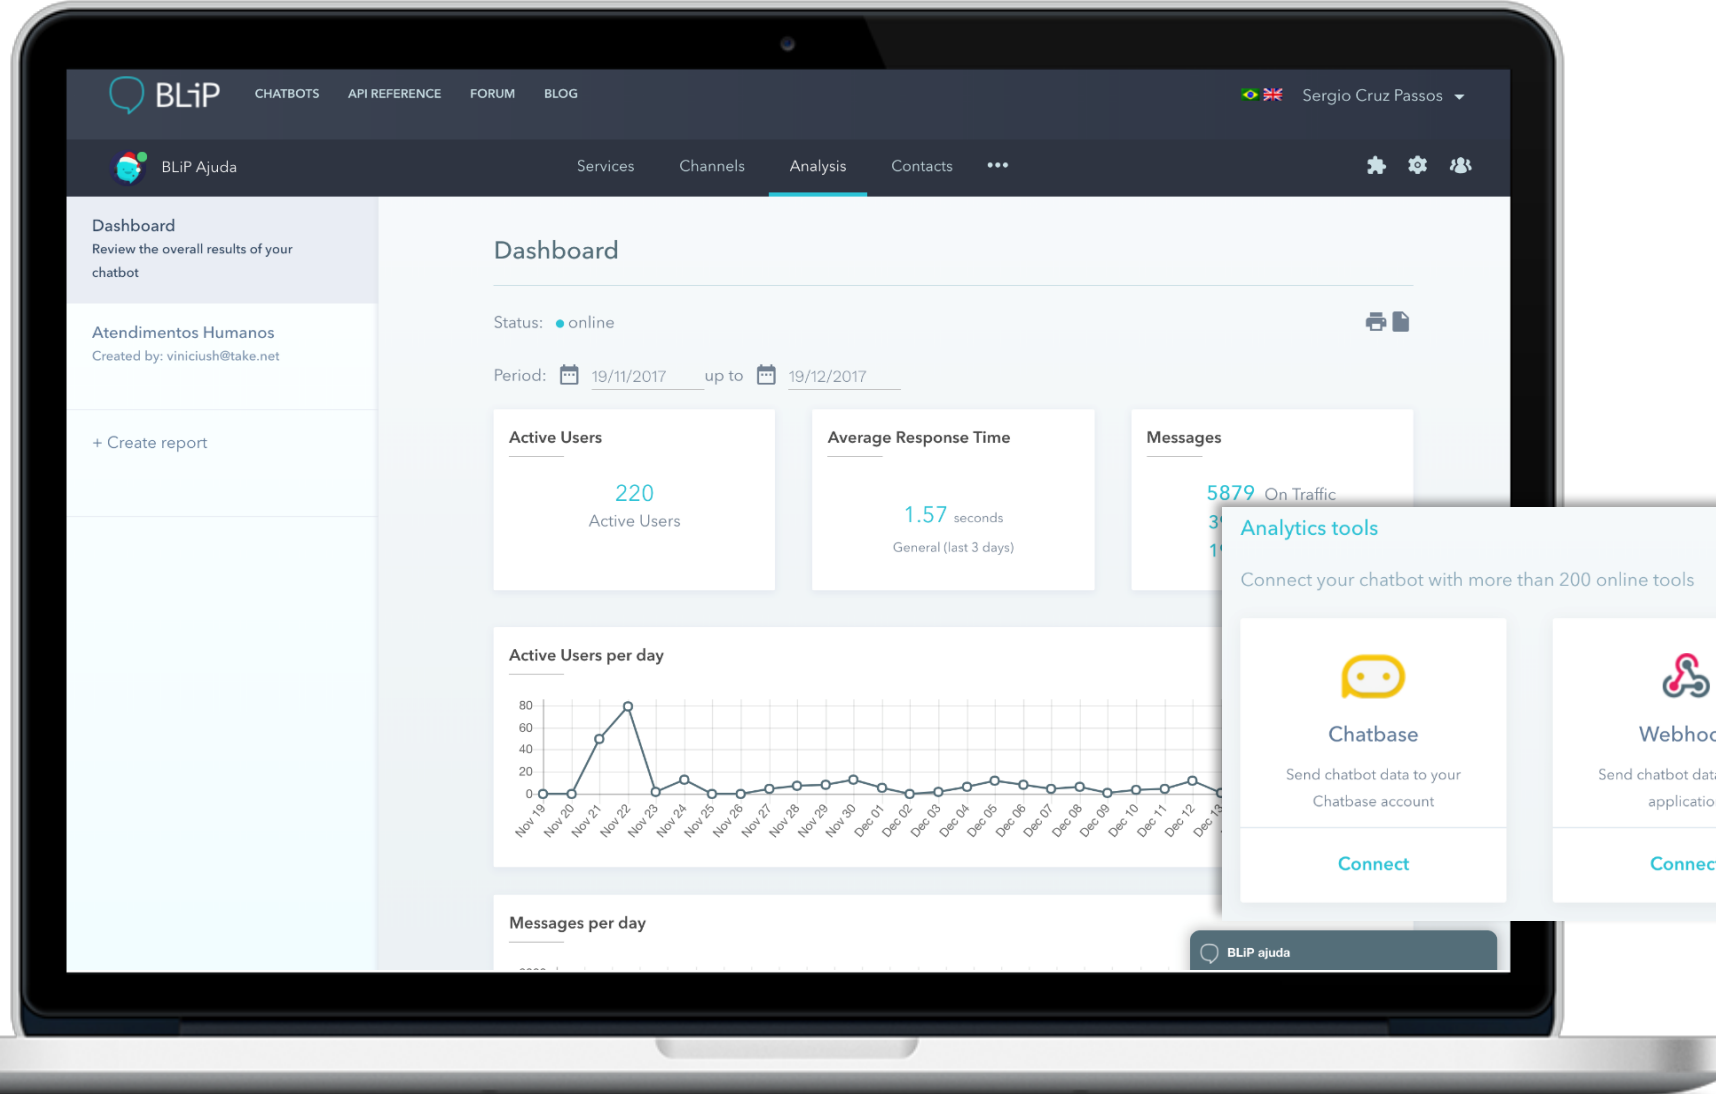 BLiP
CHATBOTS API REFERENCE FORUM BLOG
Sergio Cruz Passos
BLiP Ajuda
Services Channels Analysis Contacts •••
Dashboard
Review the overall results of your
chatbot
Atendimentos Humanos
Created by: viniciush@take.net
+ Create report
Dashboard
Status: online
Period: 19/11/2017 up to 19/12/2017
Active Users
220
Active Users
Average Response Time
1.57 seconds
General (last 3 days)
Messages
5879 On Traffic
Active Users per day
80
60
40
20
0
Nov 19 Nov 20 Nov 21 Nov 22 Nov 23 Nov 24 Nov 25 Nov 26 Nov 27 Nov 28 Nov 29 Nov 30 Dec 01 Dec 02 Dec 03 Dec 04 Dec 05 Dec 06 Dec 07 Dec 08 Dec 09 Dec 10 Dec 11 Dec 12 Dec 13
Messages per day
Analytics tools
Connect your chatbot with more than 200 online tools
Chatbase
Send chatbot data to your
Chatbase account
Connect
Send chatbot
BLiP ajuda